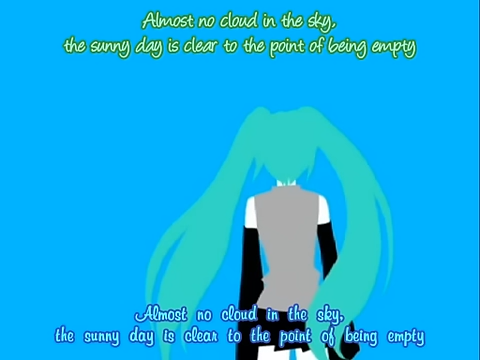 Almost no cloud in the sky,
the sunny day is clear to the point of being empty
Almost no cloud in the sky,
the sunny day is clear to the point of being empty